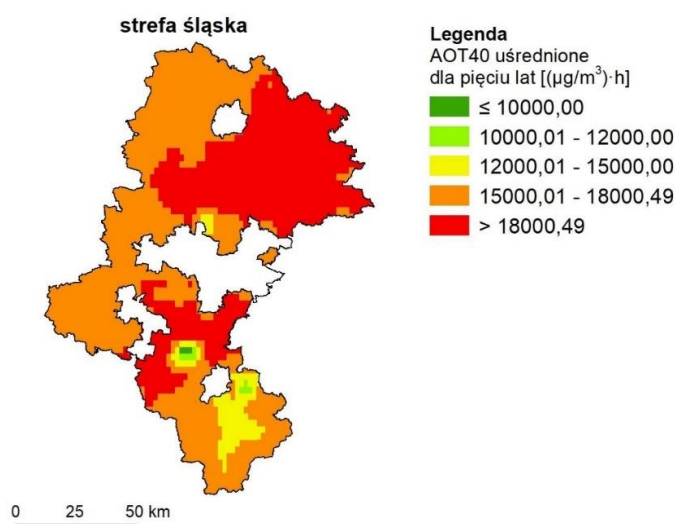 strefa śląska
Legenda
AOT40 uśrednione
dla pięciu lat [(µg/m³)·h]
≤ 10000,00
10000,01 - 12000,00
12000,01 - 15000,00
15000,01 - 18000,49
> 18000,49
0 25 50 km